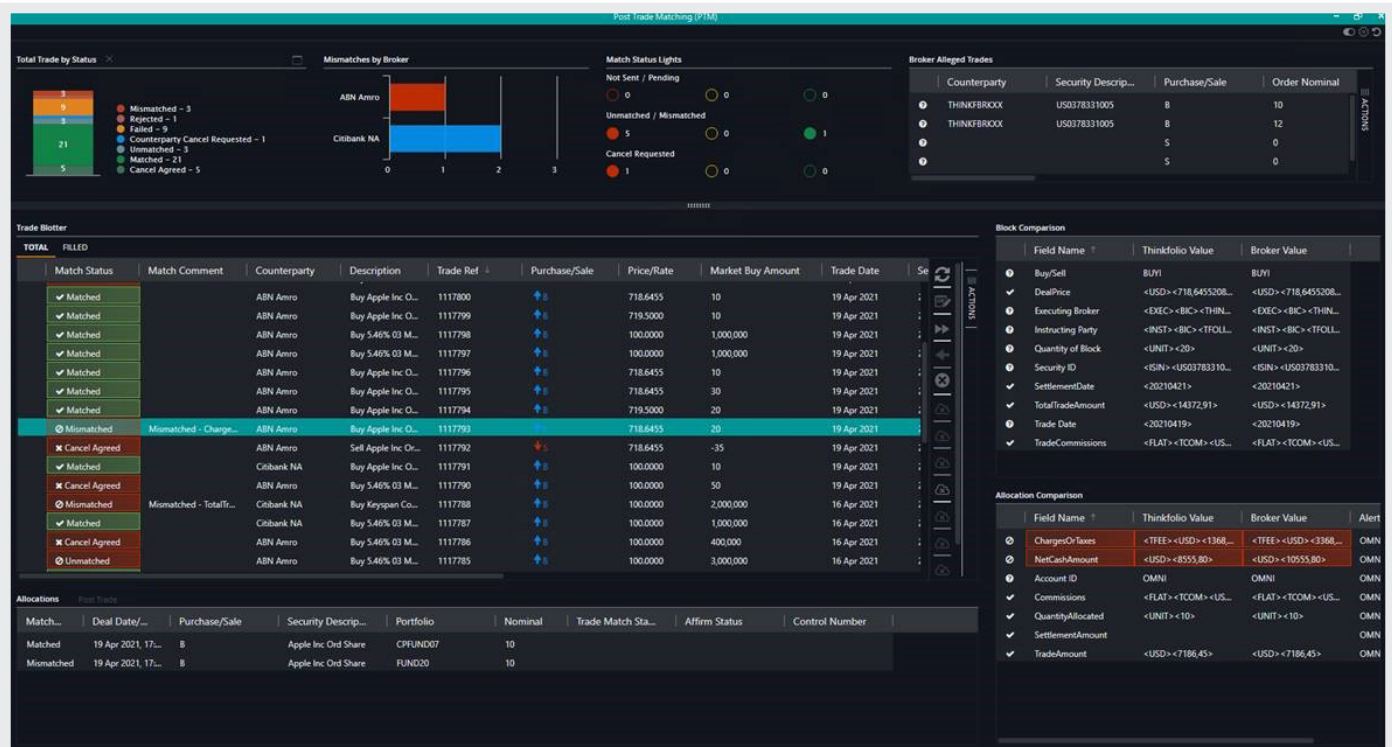 Post Trade Matching (PTM)
Total Trade by Status
3
9
3
21
5
Mismatched – 3
Rejected – 1
Failed – 9
Counterparty Cancel Requested – 1
Unmatched – 3
Matched – 21
Cancel Agreed – 5
Mismatches by Broker
ABN Amro
Citibank NA
0 1 2 3
Match Status Lights
Not Sent / Pending
0 0 0
Unmatched / Mismatched
5 0 1
Cancel Requested
1 0 0
Broker Alleged Trades
Counterparty Security Descrip... Purchase/Sale Order Nominal
THINKFBRKXX US0378331005 B 10
THINKFBRKXX US0378331005 B 12
S 0
S 0
ACTIONS
Trade Blotter
TOTAL FILLED
Match Status Match Comment Counterparty Description Trade Ref Purchase/Sale Price/Rate Market Buy Amount Trade Date Se
Matched ABN Amro Buy Apple Inc O... 1117800 B 718.6455 10 19 Apr 2021
Matched ABN Amro Buy Apple Inc O... 1117799 B 719.5000 10 19 Apr 2021
Matched ABN Amro Buy 5.46% 03 M... 1117798 B 100.0000 1,000,000 19 Apr 2021
Matched ABN Amro Buy 5.46% 03 M... 1117797 B 100.0000 1,000,000 19 Apr 2021
Matched ABN Amro Buy Apple Inc O... 1117796 B 718.6455 10 19 Apr 2021
Matched ABN Amro Buy Apple Inc O... 1117795 B 718.6455 30 19 Apr 2021
Matched ABN Amro Buy Apple Inc O... 1117794 B 719.5000 20 19 Apr 2021
Mismatched Mismatched - Charge... ABN Amro Buy Apple Inc O... 1117793 718.6455 20 19 Apr 2021
Cancel Agreed ABN Amro Sell Apple Inc Or... 1117792 S 718.6455 -35 19 Apr 2021
Matched Citibank NA Buy Apple Inc O... 1117791 B 100.0000 10 19 Apr 2021
Cancel Agreed ABN Amro Buy Apple Inc O... 1117790 B 100.0000 50 19 Apr 2021
Mismatched Mismatched - TotalTr... Citibank NA Buy Keyspan Co... 1117788 B 100.0000 2,000,000 16 Apr 2021
Matched Citibank NA Buy 5.46% 03 M... 1117787 B 100.0000 1,000,000 16 Apr 2021
Cancel Agreed ABN Amro Buy 5.46% 03 M... 1117786 B 100.0000 400,000 16 Apr 2021
Unmatched ABN Amro Buy 5.46% 03 M... 1117785 B 100.0000 3,000,000 16 Apr 2021
ACTIONS
Block Comparison
Field Name Thinkfolio Value Broker Value
Buy/Sell BUYI BUYI
DealPrice <USD><718,6455208... <USD><718,6455208...
Executing Broker <EXEC><BIC><THIN... <EXEC><BIC><THIN...
Instructing Party <INST><BIC><TFOLI... <INST><BIC><TFOLI...
Quantity of Block <UNIT><20> <UNIT><20>
Security ID <ISIN><US03783310... <ISIN><US03783310...
SettlementDate <20210421> <20210421>
TotalTradeAmount <USD><14372,91> <USD><14372,91>
Trade Date <20210419> <20210419>
TradeCommissions <FLAT><TCOM><US... <FLAT><TCOM><US...
Allocation Comparison
Field Name Thinkfolio Value Broker Value Alert
ChargesOrTaxes <TFEE><USD><1368,... <TFEE><USD><3368,... OMN
NetCashAmount <USD><8555,80> <USD><10555,80> OMN
Account ID OMNI OMNI OMN
Commissions <FLAT><TCOM><US... <FLAT><TCOM><US... OMN
QuantityAllocated <UNIT><10> <UNIT><10> OMN
SettlementAmount OMN
TradeAmount <USD><7186,45> <USD><7186,45> OMN
Allocations Post Trade
Match... Deal Date/... Purchase/Sale Security Descrip... Portfolio Nominal Trade Match Sta... Affirm Status Control Number
Matched 19 Apr 2021, 17:... B Apple Inc Ord Share CPFUND07 10
Mismatched 19 Apr 2021, 17:... B Apple Inc Ord Share FUND20 10